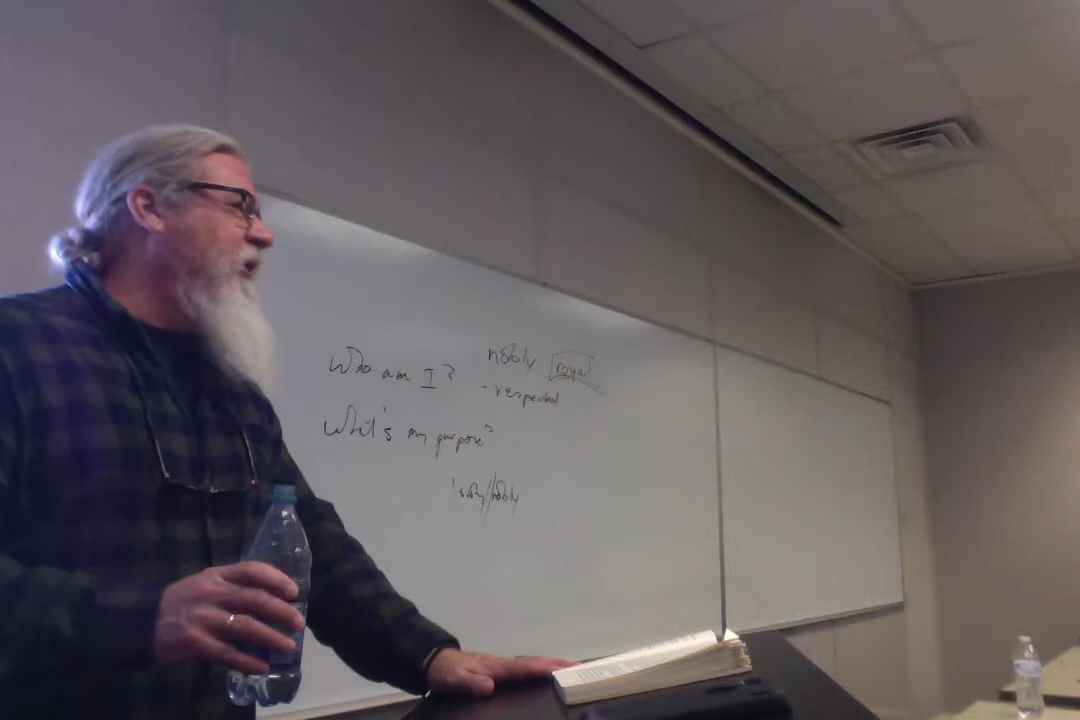 Who am I?
nobly royal
- respected
What's my purpose?
/nobly